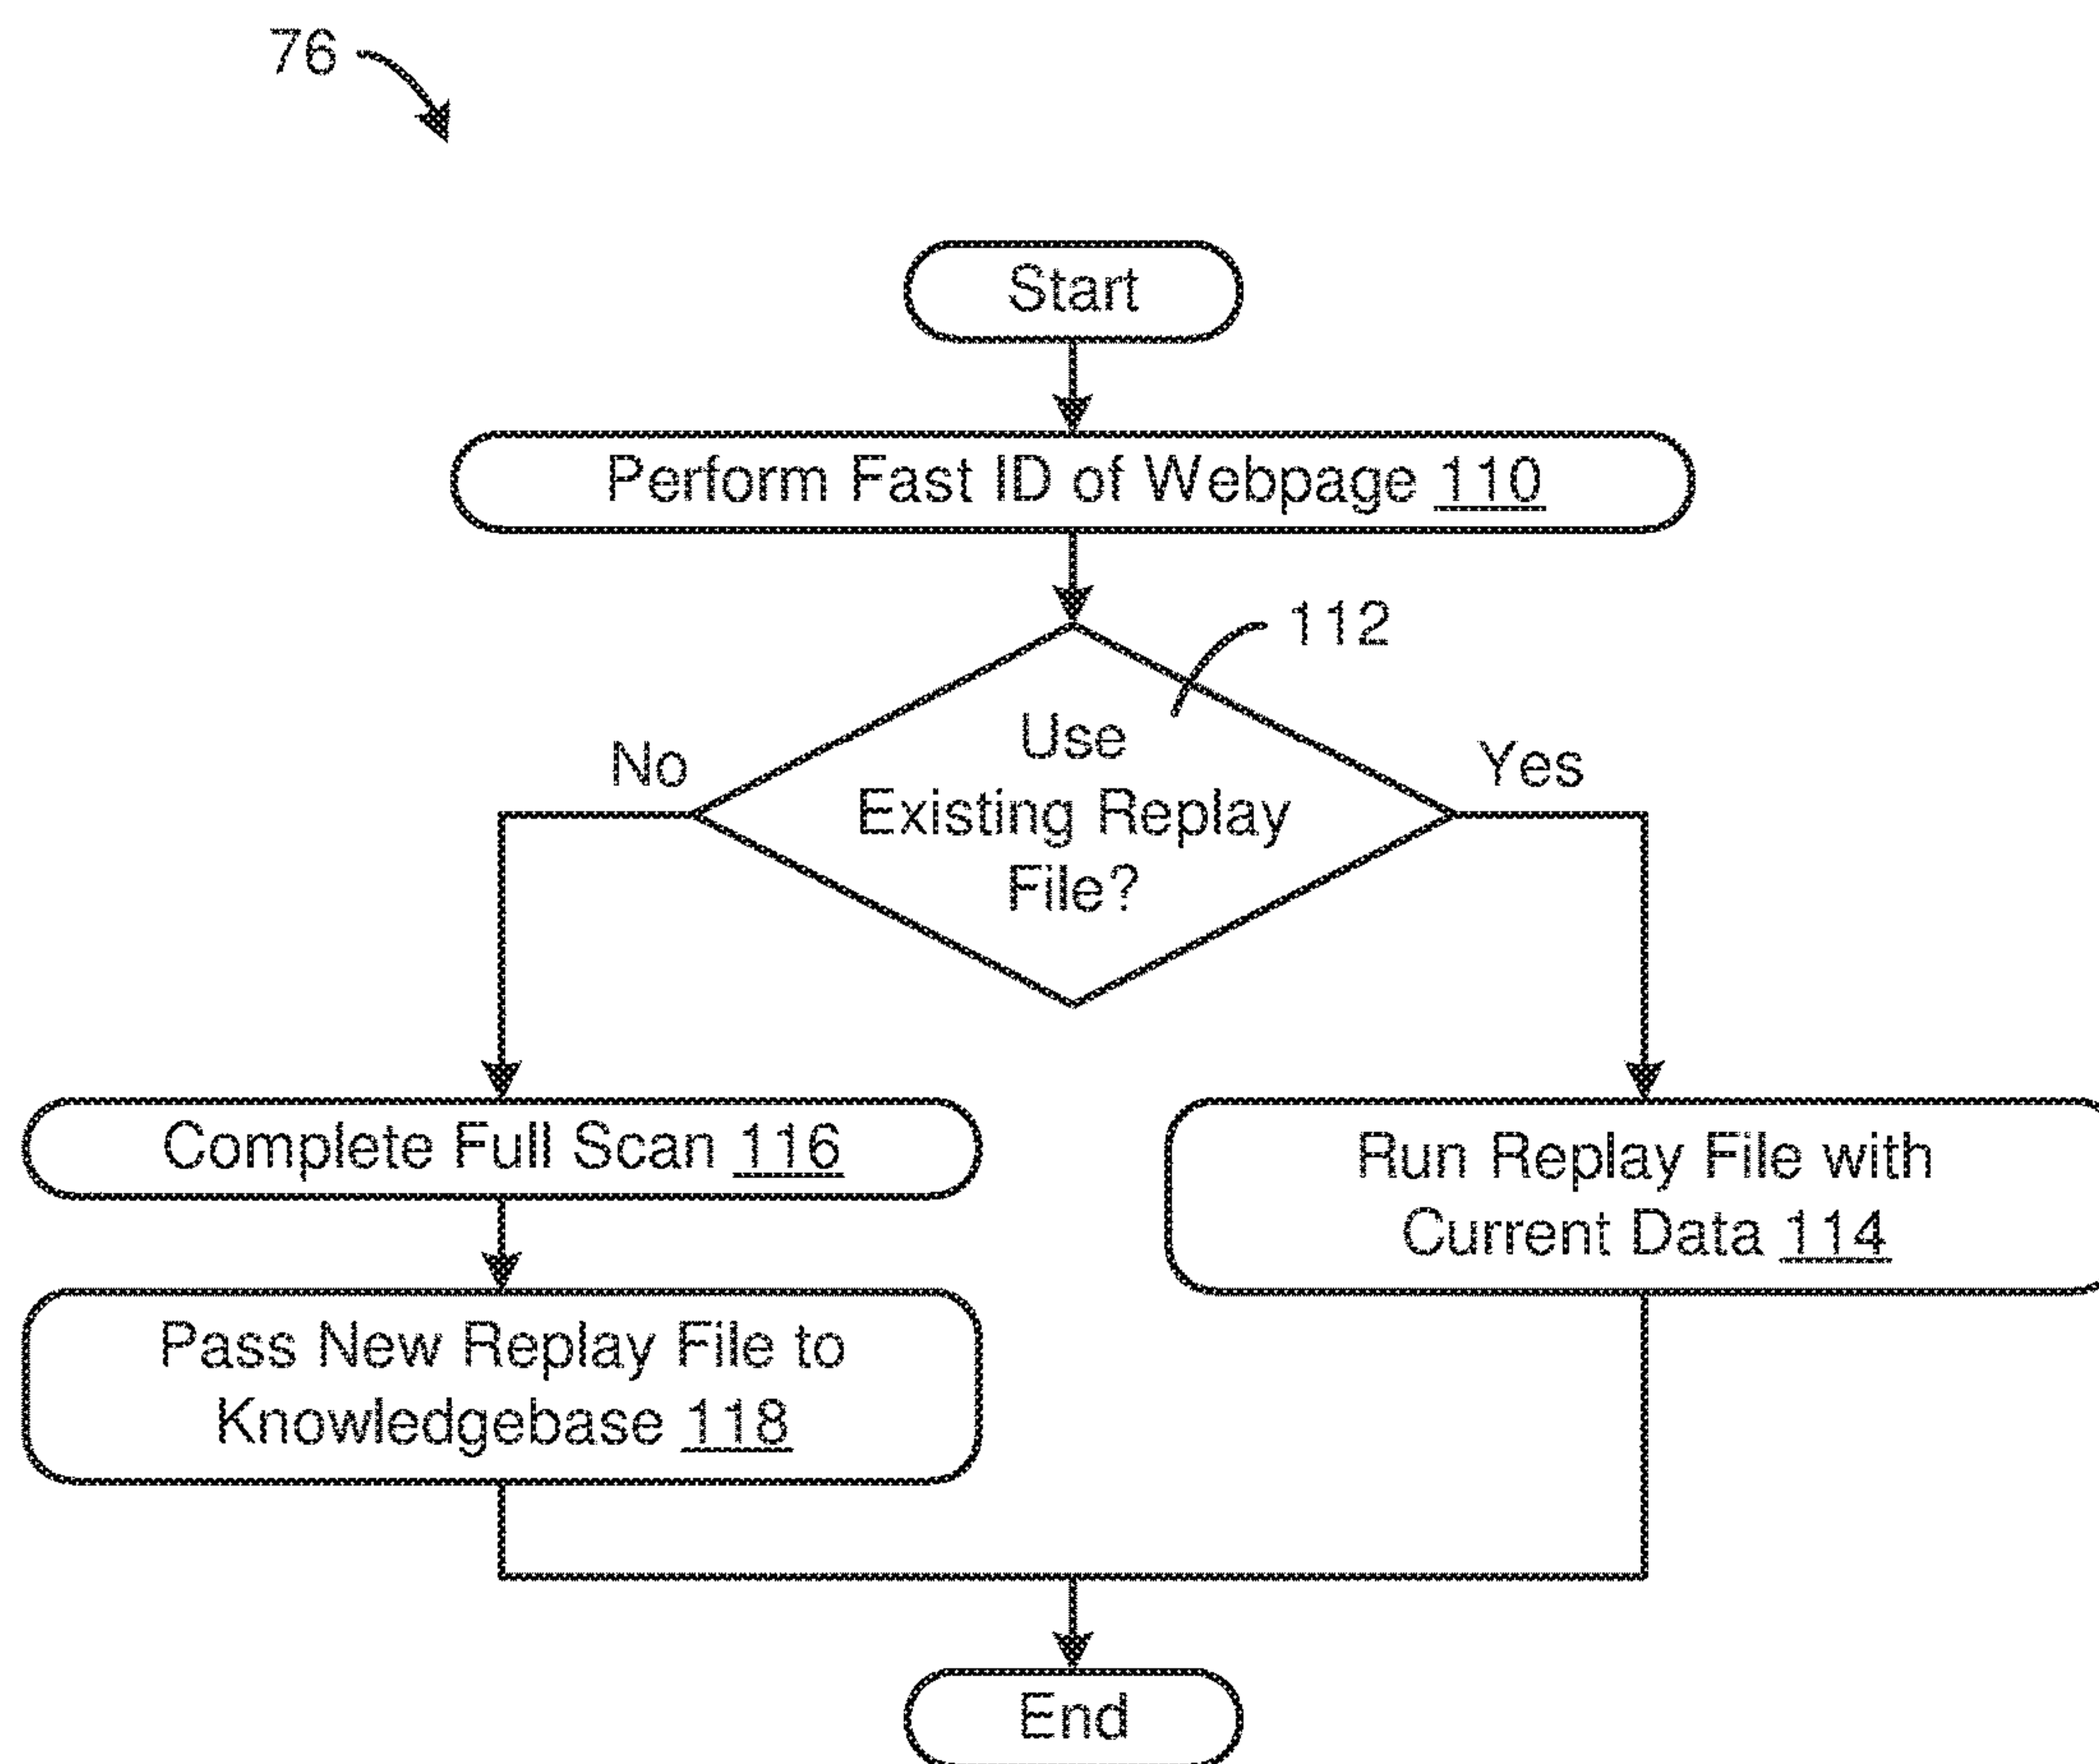 76
Start
Perform Fast ID of Webpage 110
112
Use
Existing Replay
File?
No
Yes
Complete Full Scan 116
Run Replay File with
Current Data 114
Pass New Replay File to
Knowledgebase 118
End